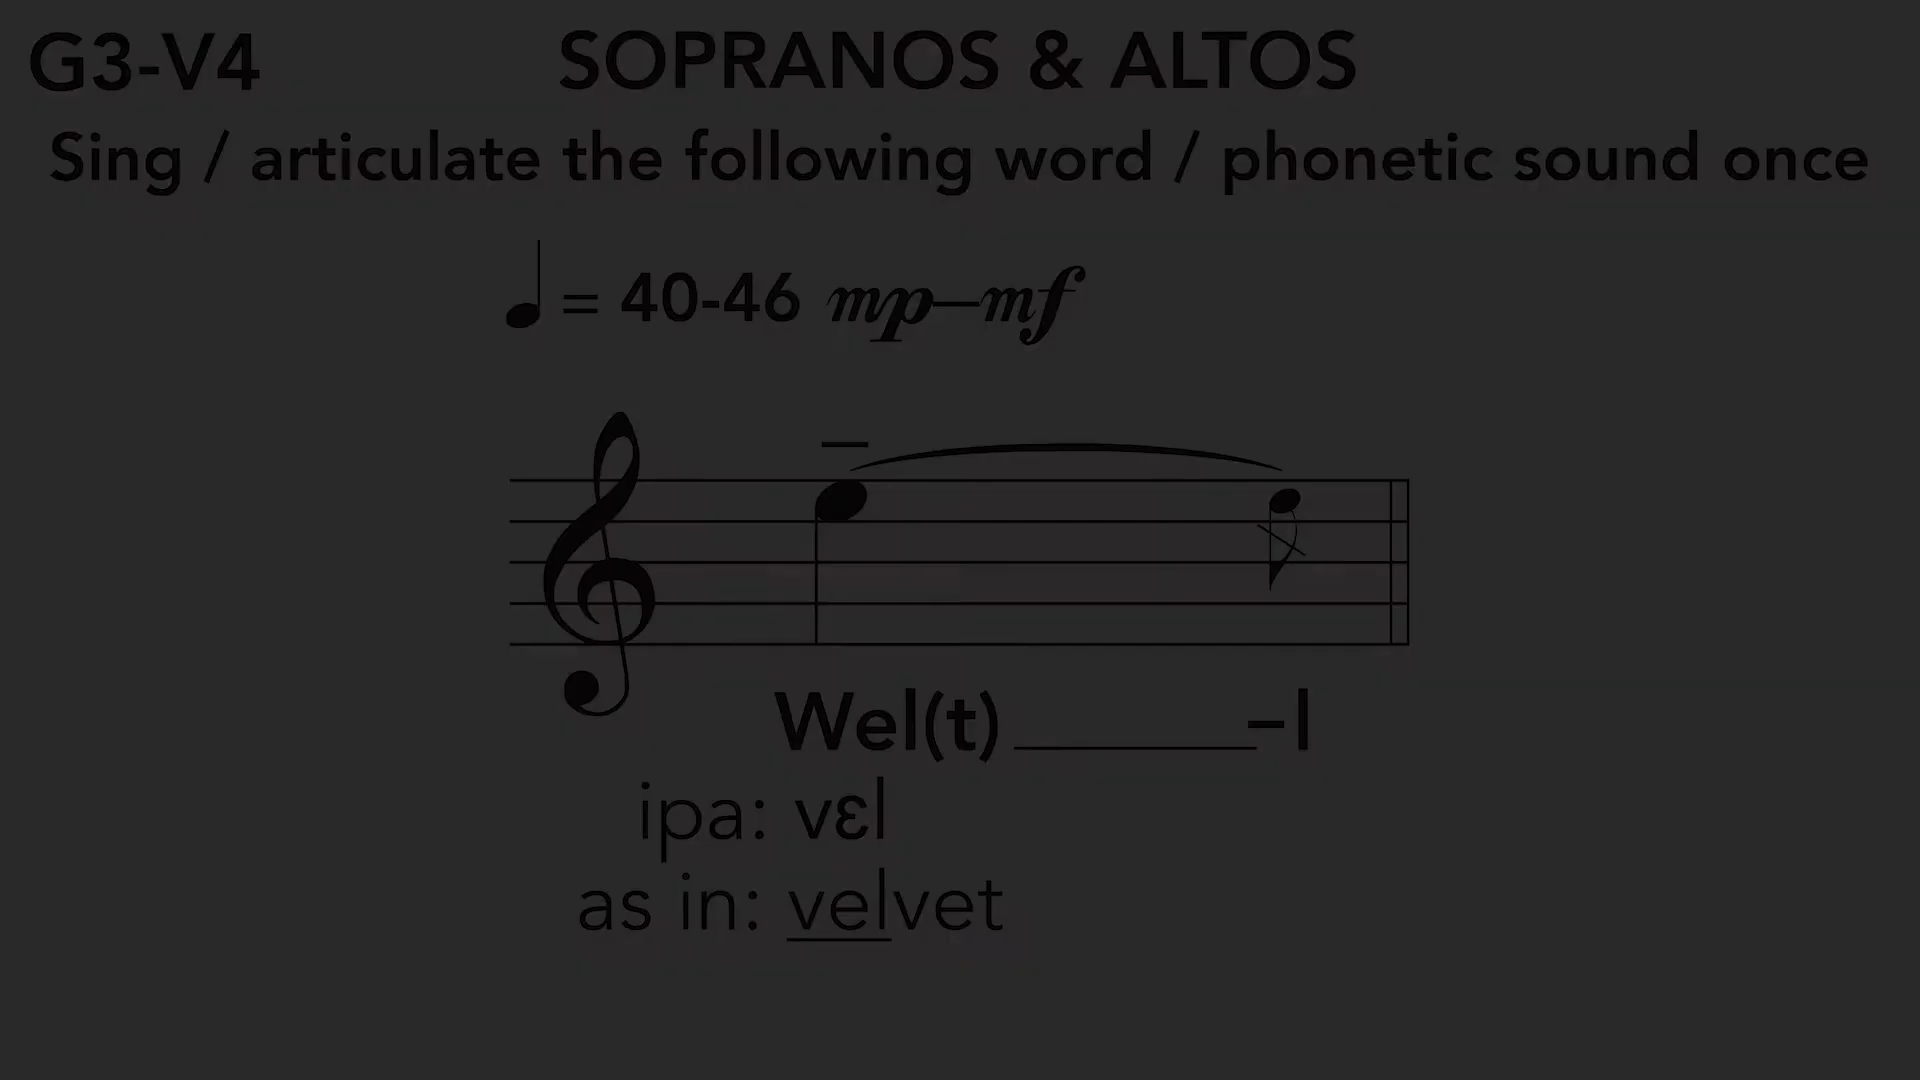 G3-V4
SOPRANOS & ALTOS
Sing / articulate the following word / phonetic sound once
= 40-46 mp–mf
Wel(t)________–l
ipa: vɛl
as in: velvet